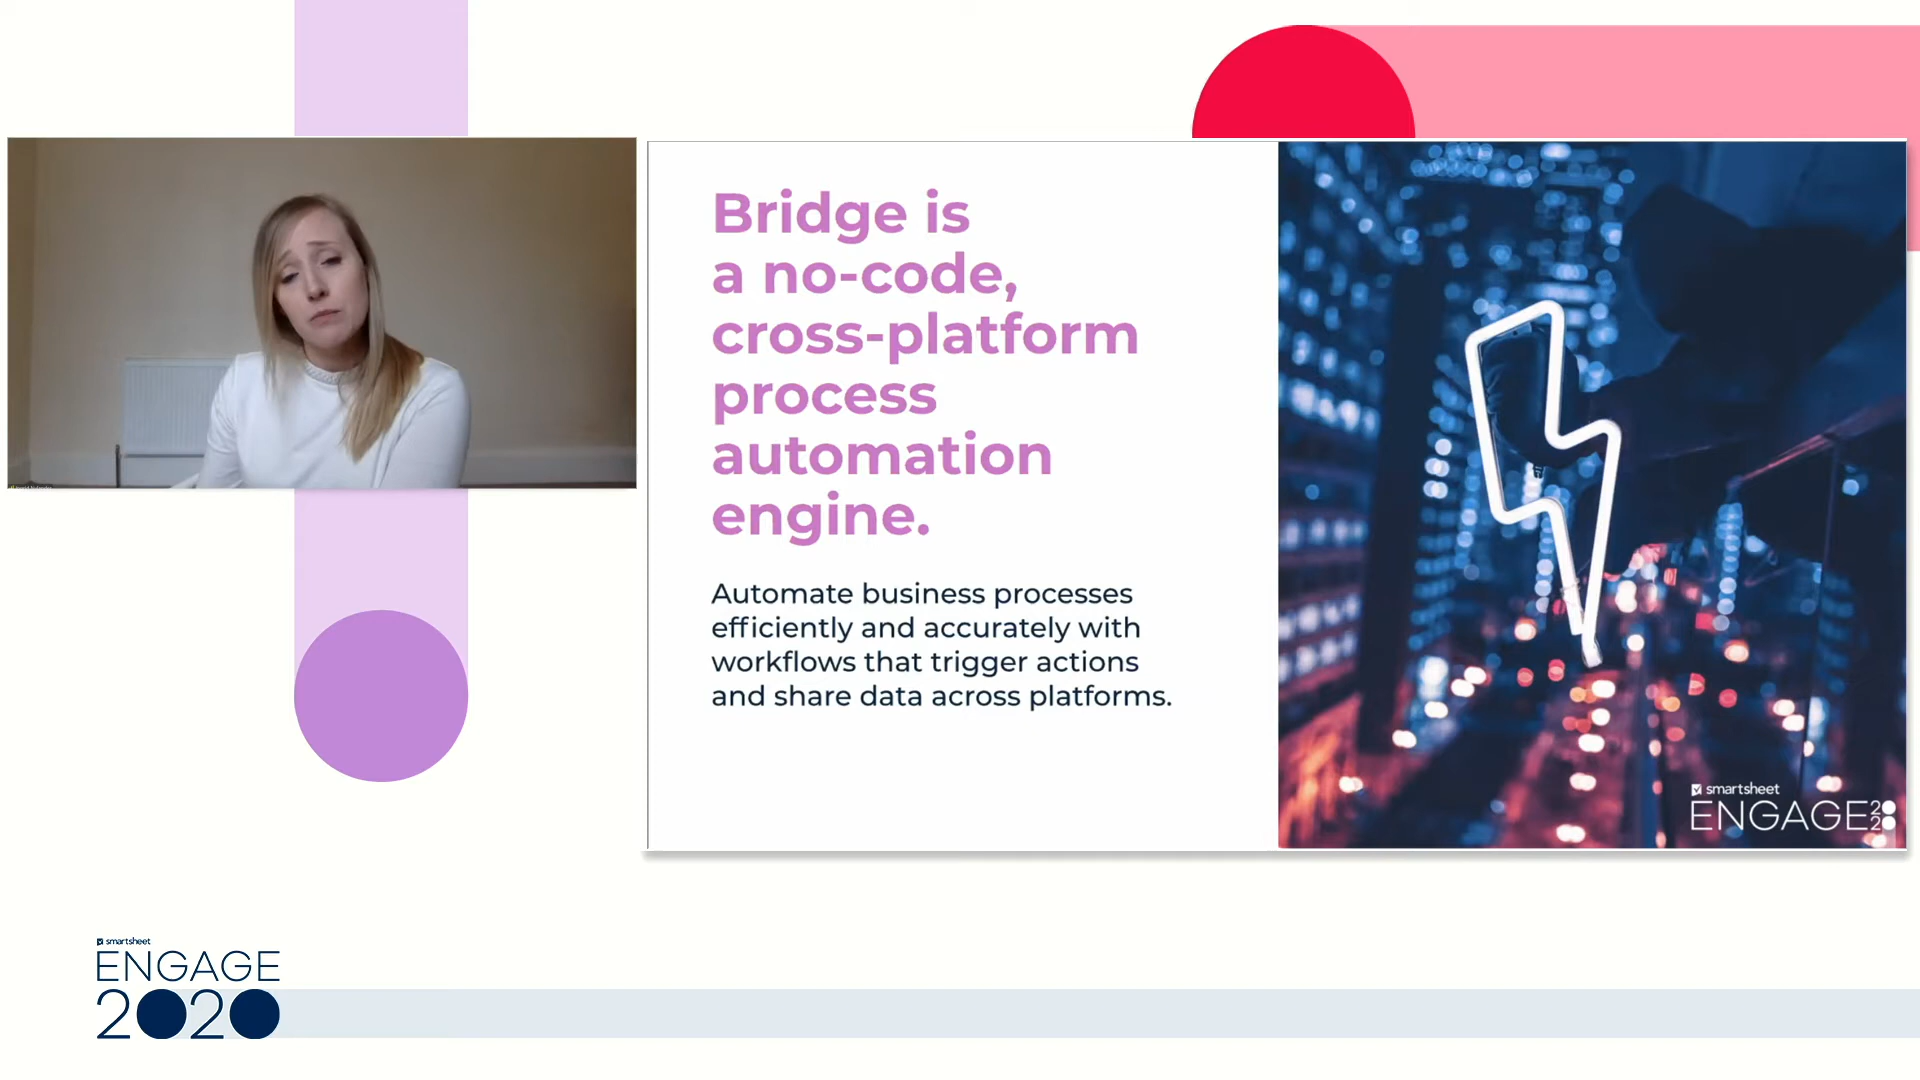 Bridge is
a no-code,
cross-platform
process
automation
engine.
Automate business processes
efficiently and accurately with
workflows that trigger actions
and share data across platforms.
smartsheet
ENGAGE2020
smartsheet
ENGAGE
2020